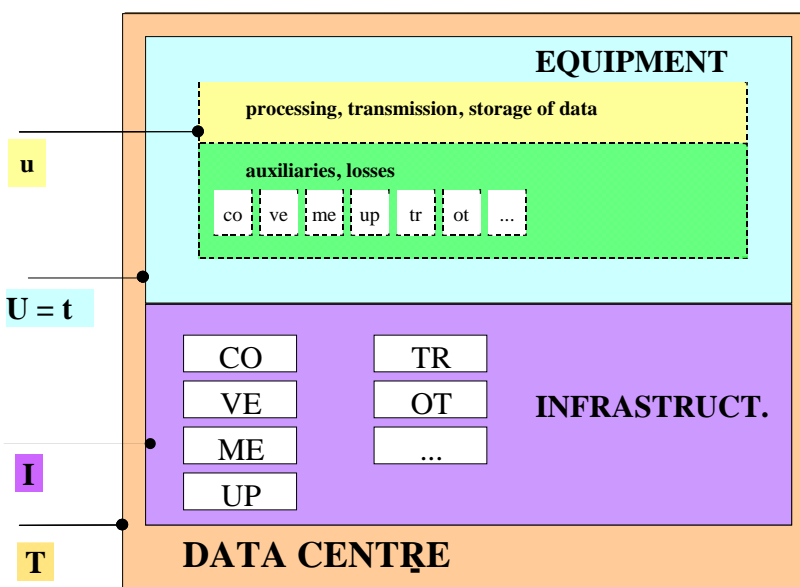 EQUIPMENT
processing, transmission, storage of data
u
auxiliaries, losses
co ve me up tr ot ...
U = t
CO TR
VE OT
INFRASTRUCT.
ME ...
I
UP
T
DATA CENTRE